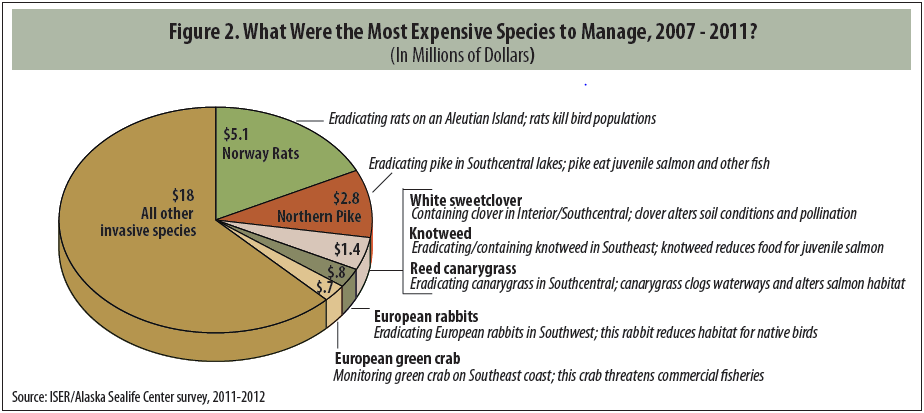 Figure 2. What Were the Most Expensive Species to Manage, 2007 - 2011?
(In Millions of Dollars)
$5.1
Norway Rats
Eradicating rats on an Aleutian Island; rats kill bird populations
$2.8
Northern Pike
Eradicating pike in Southcentral lakes; pike eat juvenile salmon and other fish
$1.4
White sweetclover
Containing clover in Interior/Southcentral; clover alters soil conditions and pollination
Knotweed
Eradicating/containing knotweed in Southeast; knotweed reduces food for juvenile salmon
Reed canarygrass
Eradicating canarygrass in Southcentral; canarygrass clogs waterways and alters salmon habitat
$.8
European rabbits
Eradicating European rabbits in Southwest; this rabbit reduces habitat for native birds
$.7
European green crab
Monitoring green crab on Southeast coast; this crab threatens commercial fisheries
$18
All other
invasive species
Source: ISER/Alaska Sealife Center survey, 2011-2012